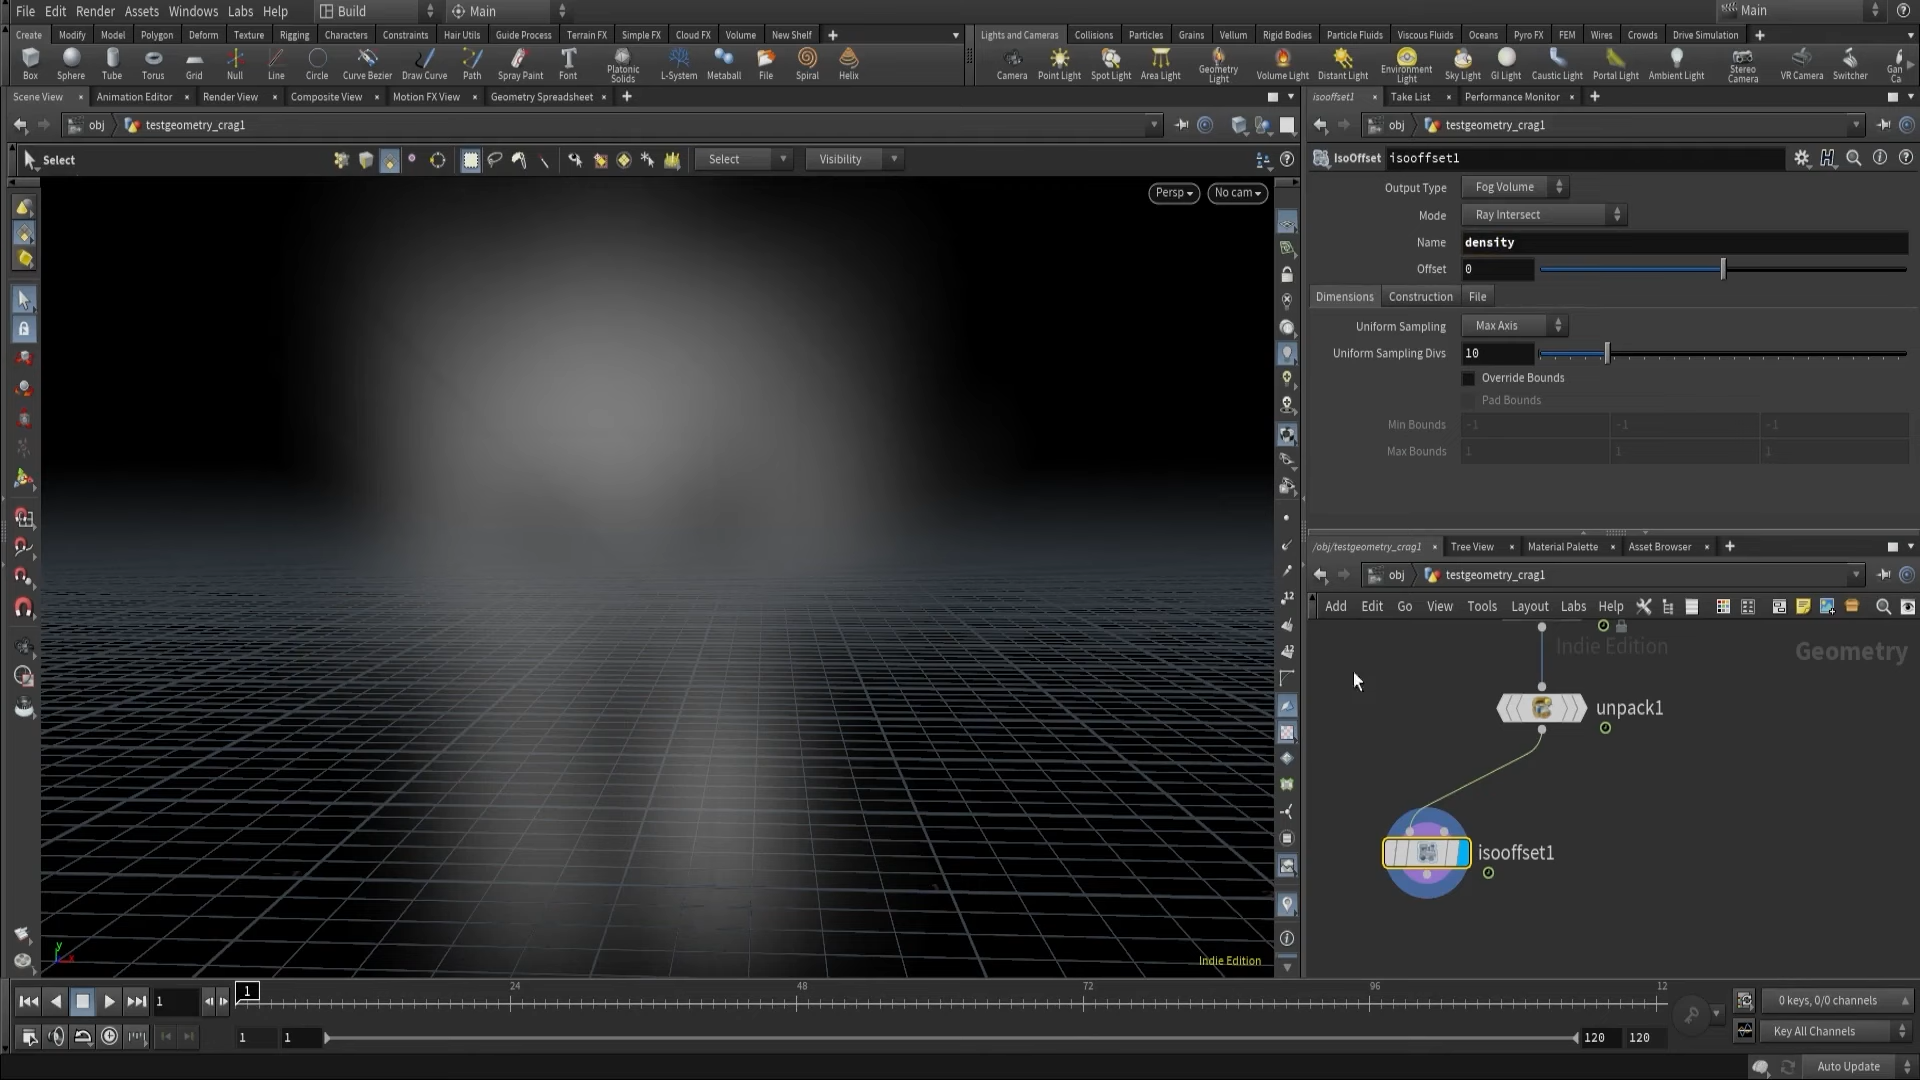 File Edit Render Assets Windows Labs Help Build Main Main
Create Modify Model Polygon Deform Texture Rigging Characters Constraints Hair Utils Guide Process Terrain FX Simple FX Cloud FX Volume New Shelf
Lights and Cameras Collisions Particles Grains Vellum Rigid Bodies Particle Fluids Viscous Fluids Oceans Pyro FX FEM Wires Crowds Drive Simulation
Box Sphere Tube Torus Grid Null Line Circle Curve Bezier Draw Curve Path Spray Paint Font Platonic Solids L-System Metaball File Spiral Helix
Camera Point Light Spot Light Area Light Geometry Light Volume Light Distant Light Environment Light Sky Light GI Light Caustic Light Portal Light Ambient Light Stereo Camera VR Camera Switcher Gan Ca
Scene View Animation Editor Render View Composite View Motion FX View Geometry Spreadsheet
isooffset1 Take List Performance Monitor
obj testgeometry_crag1
obj testgeometry_crag1
Select Select Visibility
IsoOffset isooffset1
Persp No cam
Output Type Fog Volume
Mode Ray Intersect
Name density
Offset 0
Dimensions Construction File
Uniform Sampling Max Axis
Uniform Sampling Divs 10
Override Bounds
Pad Bounds
Min Bounds -1 -1 -1
Max Bounds 1 1 1
/obj/testgeometry_crag1 Tree View Material Palette Asset Browser
obj testgeometry_crag1
Add Edit Go View Tools Layout Labs Help
Indie Edition
Geometry
unpack1
isooffset1
12
12
y
x
Indie Edition
1 1 24 48 72 96 12
0 keys, 0/0 channels
1 1 120 120
Key All Channels
Auto Update